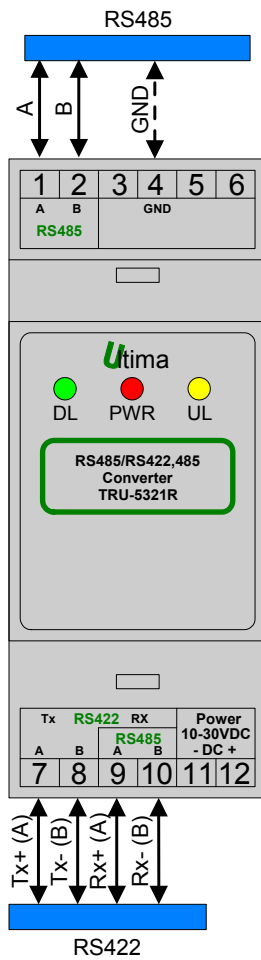 RS485
A B GND
1 2 3 4 5 6
A B GND
RS485
Ultima
DL PWR UL
RS485/RS422,485
Converter
TRU-5321R
Tx RS422 RX Power
RS485 10-30VDC
A B A B - DC +
7 8 9 10 11 12
Tx+ (A) Tx- (B) Rx+ (A) Rx- (B)
RS422